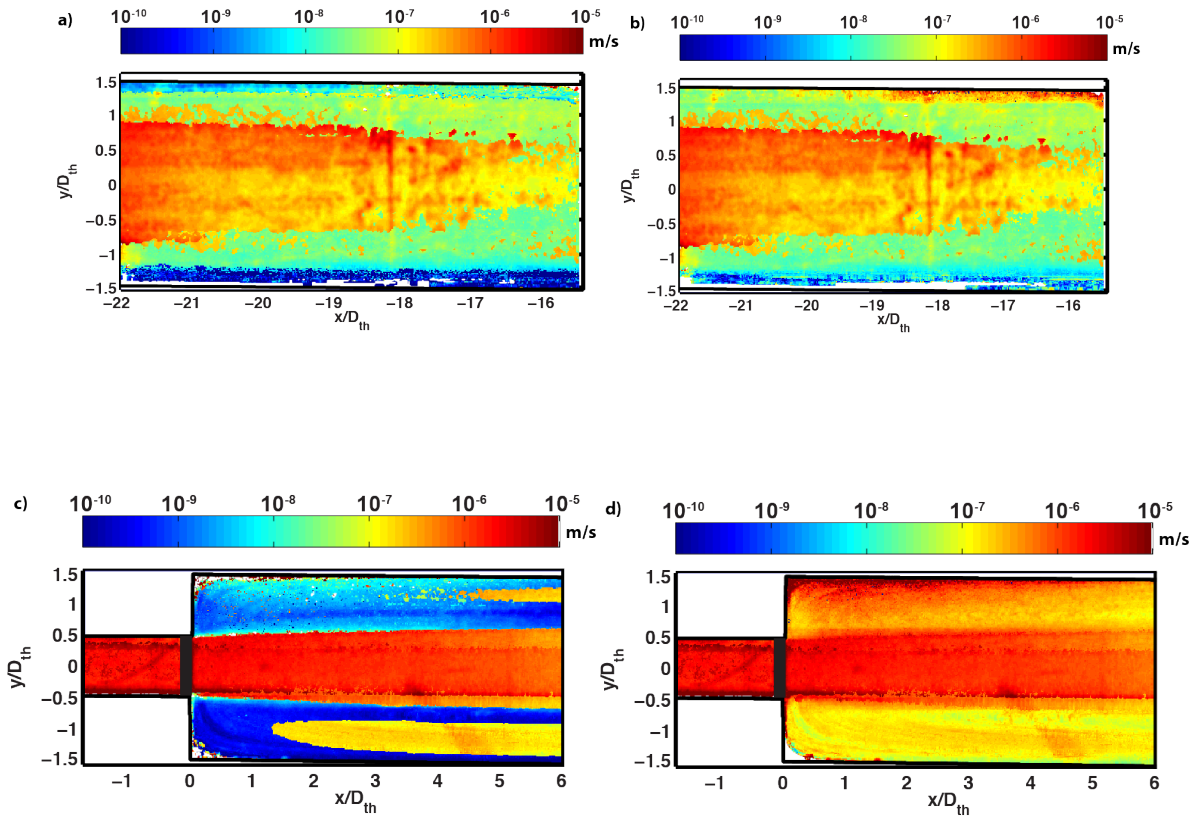 a) 10^-10 10^-9 10^-8 10^-7 10^-6 10^-5
m/s
1.5
1
0.5
0
−0.5
−1
−1.5
y/D_th
−22 −21 −20 −19 −18 −17 −16
x/D_th
b) 10^-10 10^-9 10^-8 10^-7 10^-6 10^-5
m/s
1.5
1
0.5
0
−0.5
−1
−1.5
y/D_th
−22 −21 −20 −19 −18 −17 −16
x/D_th
c) 10^-10 10^-9 10^-8 10^-7 10^-6 10^-5
m/s
1.5
1
0.5
0
−0.5
−1
−1.5
y/D_th
−1 0 1 2 3 4 5 6
x/D_th
d) 10^-10 10^-9 10^-8 10^-7 10^-6 10^-5
m/s
1.5
1
0.5
0
−0.5
−1
−1.5
y/D_th
−1 0 1 2 3 4 5 6
x/D_th